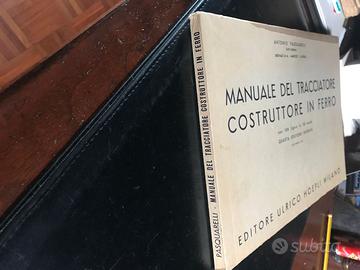 PASQUARELLI - MANUALE DEL TRACCIATORE COSTRUTTORE IN FERRO
ANTONIO PASQUARELLI
MANUALE DEL TRACCIATORE
COSTRUTTORE IN FERRO
EDITORE ULRICO HOEPLI MILANO
subito